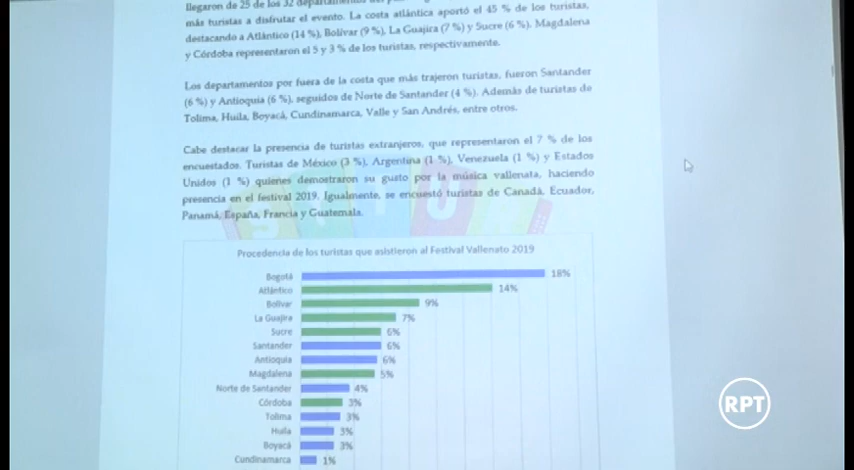 llegaron de 25 de los 32
más turistas a disfrutar el evento. La costa atlántica aportó el 45 % de los turistas,
destacando a Atlántico (14 %), Bolívar (9 %), La Guajira (7 %) y Sucre (6 %). Magdalena
y Córdoba representaron el 5 y 3 % de los turistas, respectivamente.
Los departamentos por fuera de la costa que más trajeron turistas, fueron Santander
(6 %) y Antioquia (6 %), seguidos de Norte de Santander (4 %). Además de turistas de
Tolima, Huila, Boyacá, Cundinamarca, Valle y San Andrés, entre otros.
Cabe destacar la presencia de turistas extranjeros, que representaron el 7 % de los
encuestados. Turistas de México (3 %), Argentina (1 %), Venezuela (1 %) y Estados
Unidos (1 %) quienes demostraron su gusto por la música vallenata, haciendo
presencia en el festival 2019. Igualmente, se encuestó turistas de Canadá, Ecuador,
Panamá, España, Francia y Guatemala.
Procedencia de los turistas que asistieron al Festival Vallenato 2019
Bogotá 18%
Atlántico 14%
Bolívar 9%
La Guajira 7%
Sucre 6%
Santander 6%
Antioquia 6%
Magdalena 5%
Norte de Santander 4%
Córdoba 3%
Tolima 3%
Huila 3%
Boyacá 3%
Cundinamarca 1%
RPT